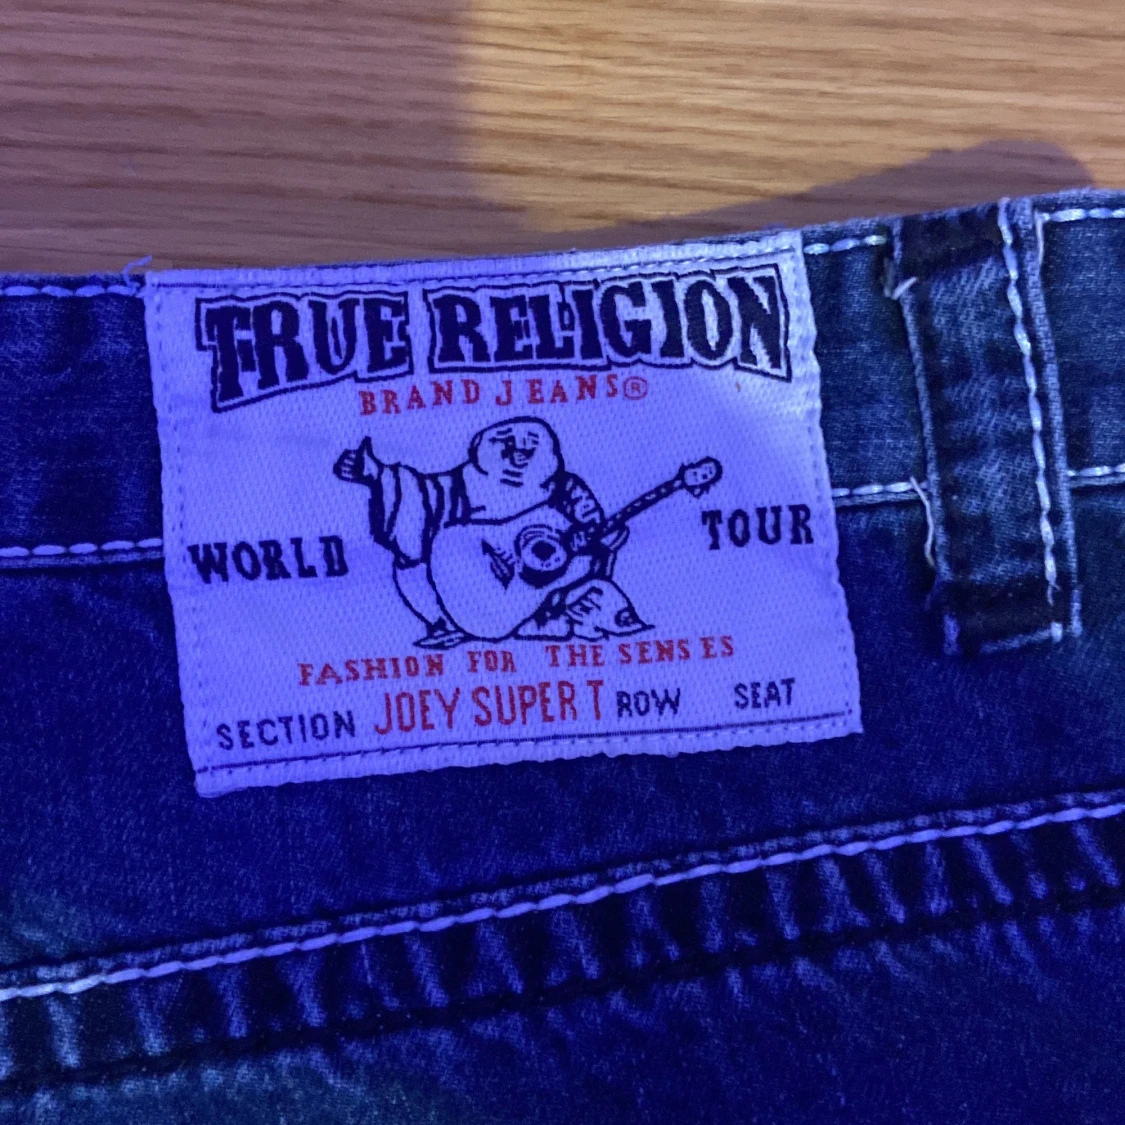 TRUE RELIGION
BRAND JEANS®
WORLD TOUR
FASHION FOR THE SENSES
SECTION JOEY SUPER T ROW SEAT